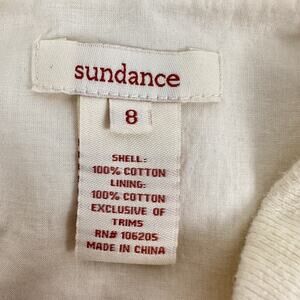 sundance
8
SHELL:
100% COTTON
LINING:
100% COTTON
EXCLUSIVE OF
TRIMS
RN# 106205
MADE IN CHINA